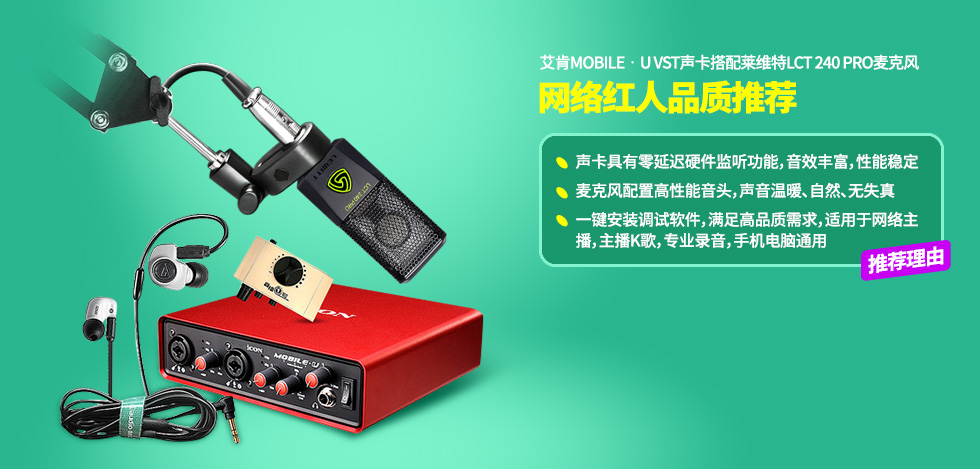 艾肯MOBILE · U VST声卡搭配莱维特LCT 240 PRO麦克风
网络红人品质推荐
声卡具有零延迟硬件监听功能，音效丰富，性能稳定
麦克风配置高性能音头，声音温暖、自然、无失真
一键安装调试软件，满足高品质需求，适用于网络主
播，主播K歌，专业录音，手机电脑通用
推荐理由
LEWITT
LCT 240 PRO
iCON
MOBILE·U